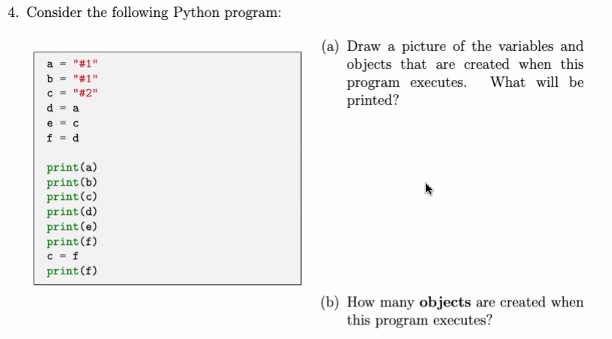 4. Consider the following Python program:
a = "#1"
b = "#1"
c = "#2"
d = a
e = c
f = d
print(a)
print(b)
print(c)
print(d)
print(e)
print(f)
c = f
print(f)
(a) Draw a picture of the variables and
objects that are created when this
program executes. What will be
printed?
(b) How many objects are created when
this program executes?